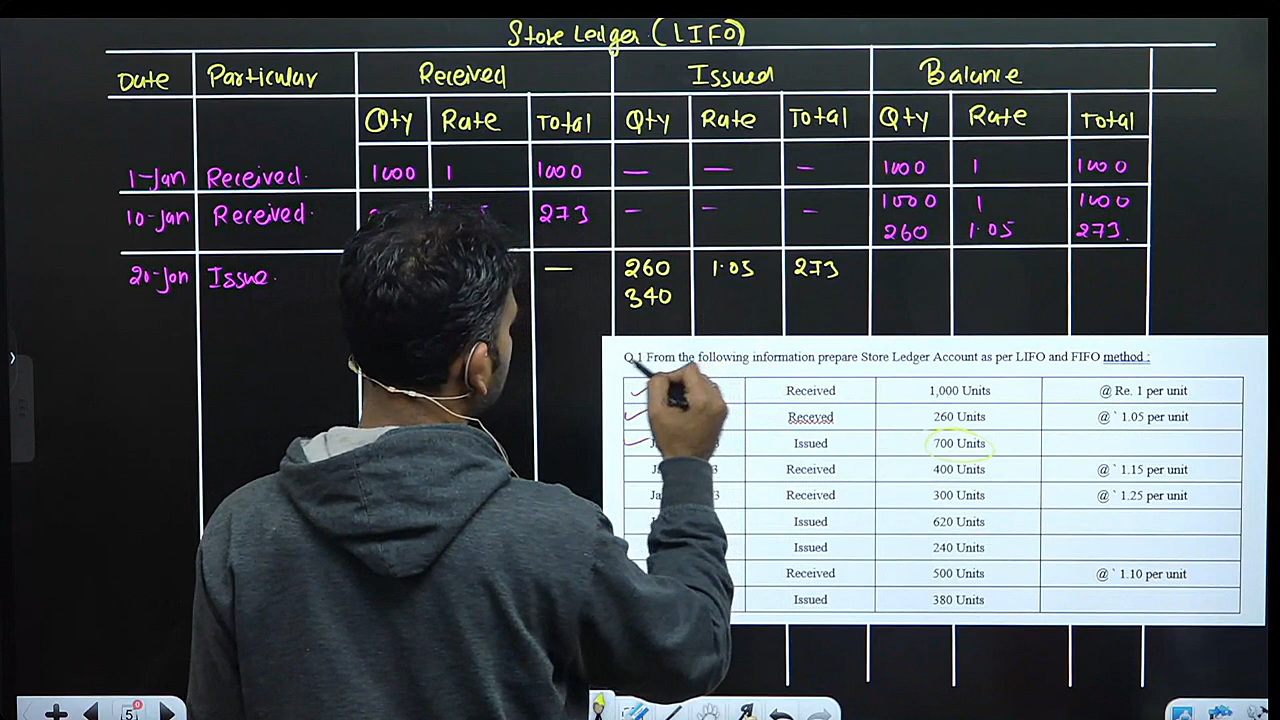 Store Ledger (LIFO)
Date Particular Received Issued Balance
Qty Rate Total Qty Rate Total Qty Rate Total
1-Jan Received. 1000 1 1000 — — — 1000 1 1000
10-Jan Received. 273 — — — 1000 1 1000
260 1.05 273.
20-Jan Issue. — 260 1.05 273
340
Q.1 From the following information prepare Store Ledger Account as per LIFO and FIFO method :
Received 1,000 Units @ Re. 1 per unit
Receved 260 Units @ ` 1.05 per unit
Issued 700 Units
Received 400 Units @ ` 1.15 per unit
Received 300 Units @ ` 1.25 per unit
Issued 620 Units
Issued 240 Units
Received 500 Units @ ` 1.10 per unit
Issued 380 Units
5